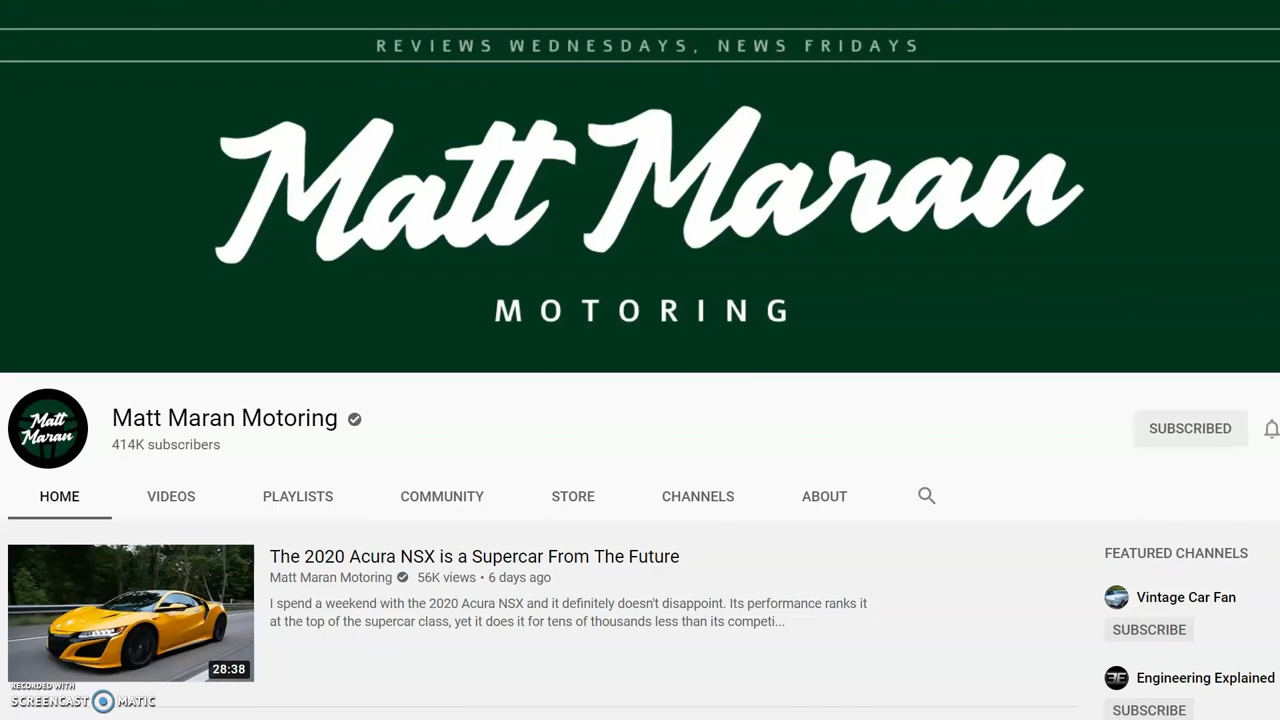 REVIEWS WEDNESDAYS, NEWS FRIDAYS
Matt Maran
MOTORING
Matt Maran
Matt Maran Motoring
414K subscribers
SUBSCRIBED
HOME VIDEOS PLAYLISTS COMMUNITY STORE CHANNELS ABOUT
The 2020 Acura NSX is a Supercar From The Future
Matt Maran Motoring 56K views • 6 days ago
I spend a weekend with the 2020 Acura NSX and it definitely doesn't disappoint. Its performance ranks it
at the top of the supercar class, yet it does it for tens of thousands less than its competi...
28:38
RECORDED WITH
SCREENCAST MATIC
FEATURED CHANNELS
Vintage Car Fan
SUBSCRIBE
EE
Engineering Explained
SUBSCRIBE